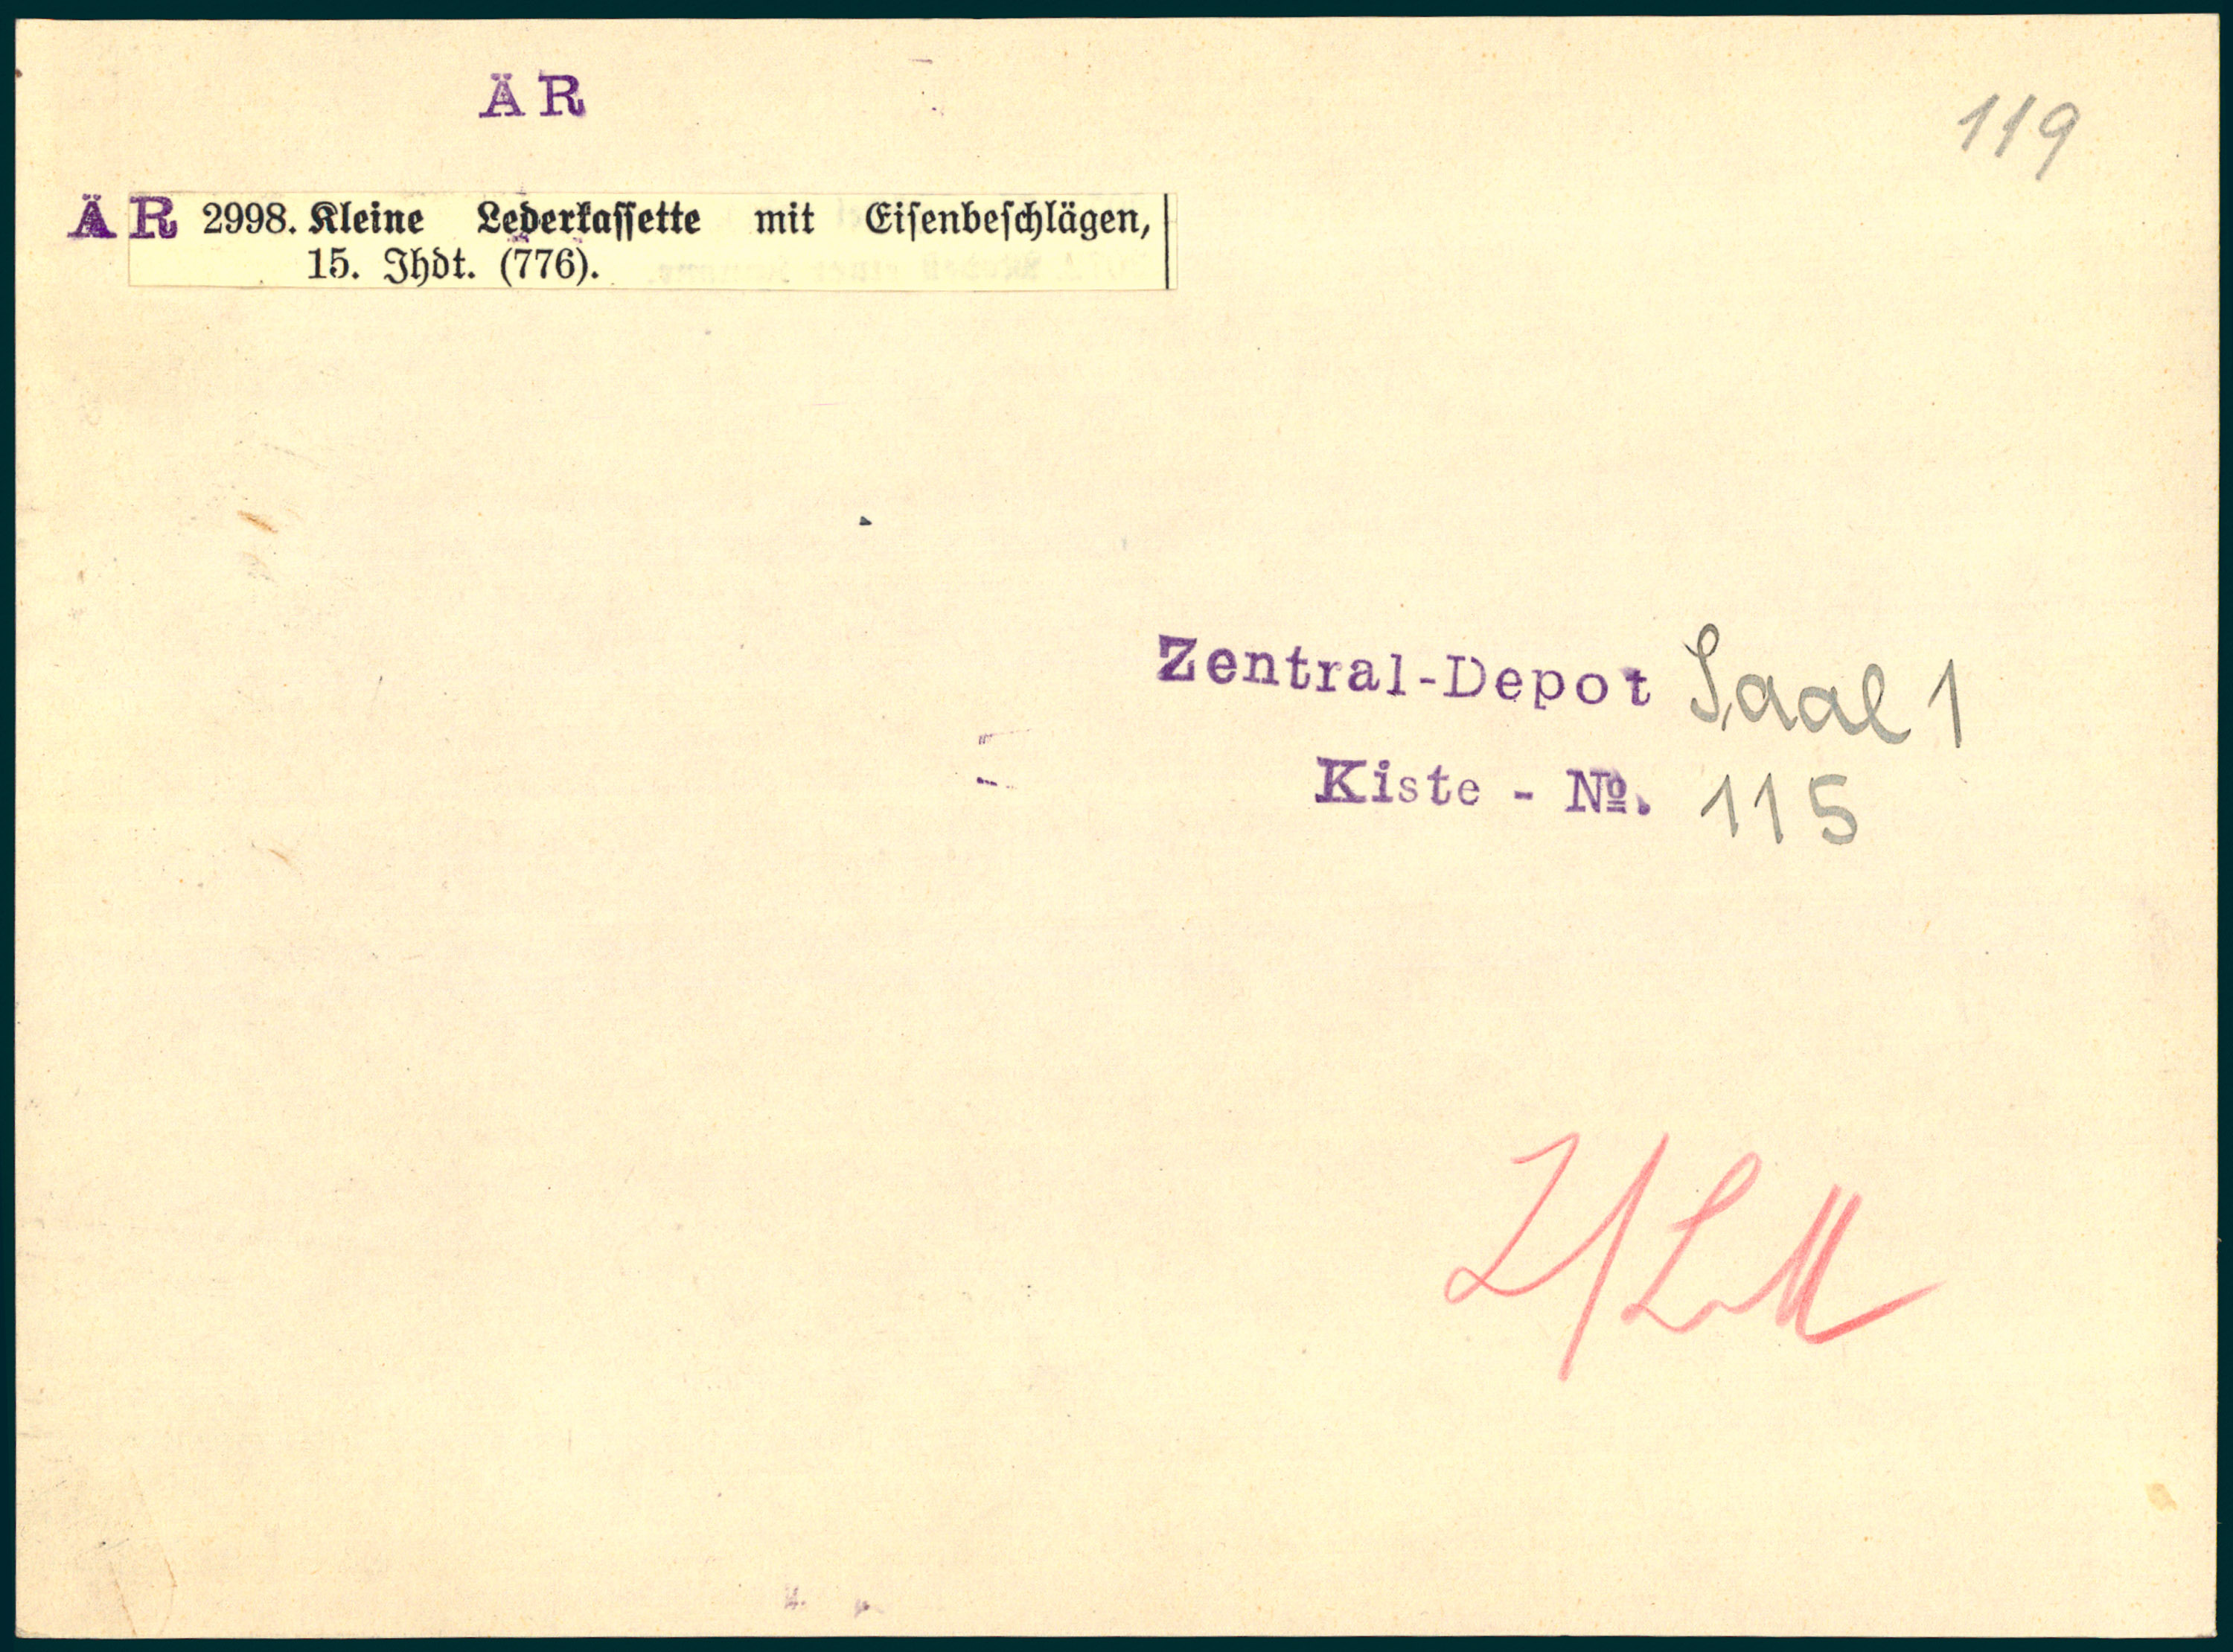 ÄR
119
ÄR 2998. Kleine Lederkaſſette mit Eiſenbeſchlägen,
15. Jhdt. (776).
Zentral-Depot Saal 1
Kiste - №. 115